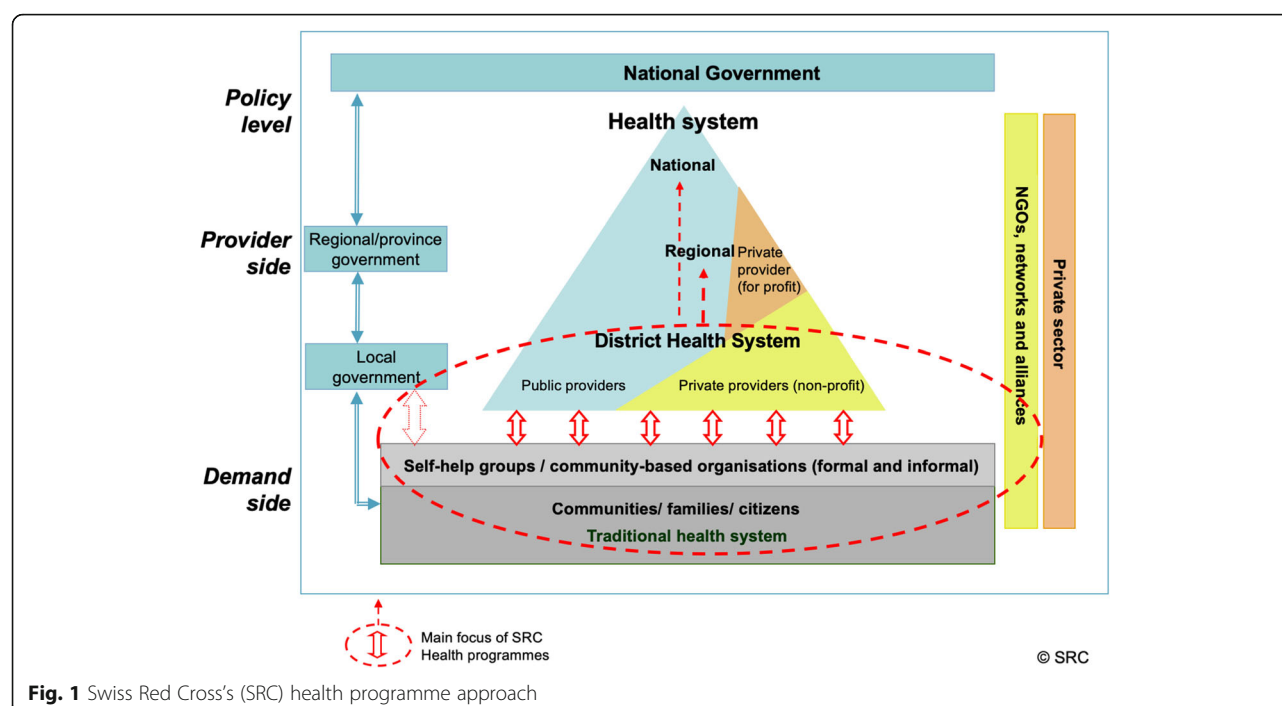 National Government
Policy
level
Health system
National
Provider
side
Regional/province
government
Regional
Private
provider
(for profit)
Local
government
District Health System
Public providers
Private providers (non-profit)
NGOs, networks and alliances
Private sector
Demand
side
Self-help groups / community-based organisations (formal and informal)
Communities/ families/ citizens
Traditional health system
Main focus of SRC
Health programmes
© SRC
Fig. 1 Swiss Red Cross's (SRC) health programme approach